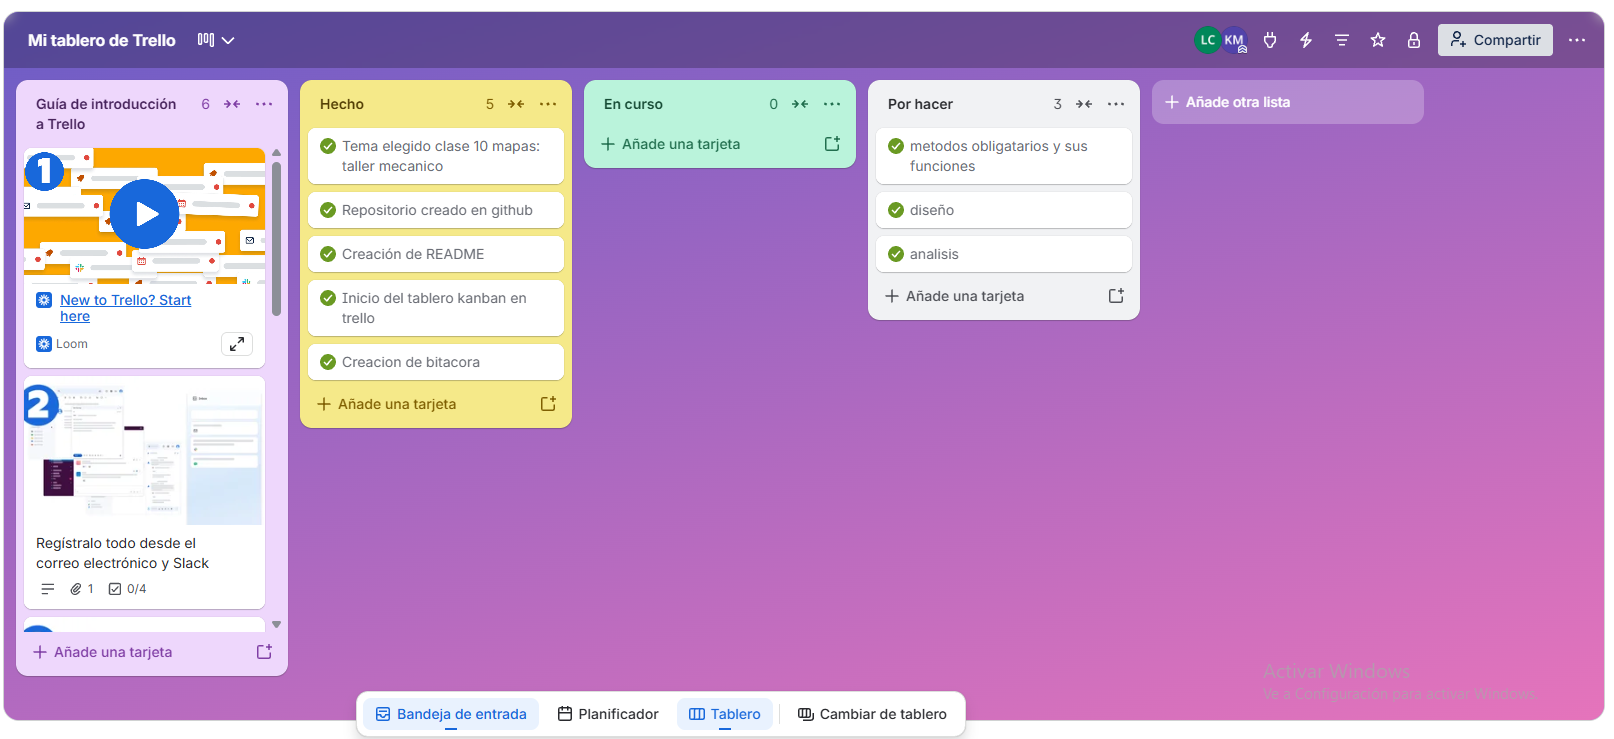 Mi tablero de Trello
LC
KM
Compartir
Guía de introducción
a Trello
6
1
New to Trello? Start
here
Loom
2
Regístralo todo desde el
correo electrónico y Slack
1
0/4
Añade una tarjeta
Hecho
5
Tema elegido clase 10 mapas:
taller mecanico
Repositorio creado en github
Creación de README
Inicio del tablero kanban en
trello
Creacion de bitacora
Añade una tarjeta
En curso
0
Añade una tarjeta
Por hacer
3
metodos obligatarios y sus
funciones
diseño
analisis
Añade una tarjeta
Añade otra lista
Activar Windows
Ve a Configuración para activar Windows.
Bandeja de entrada
Planificador
Tablero
Cambiar de tablero